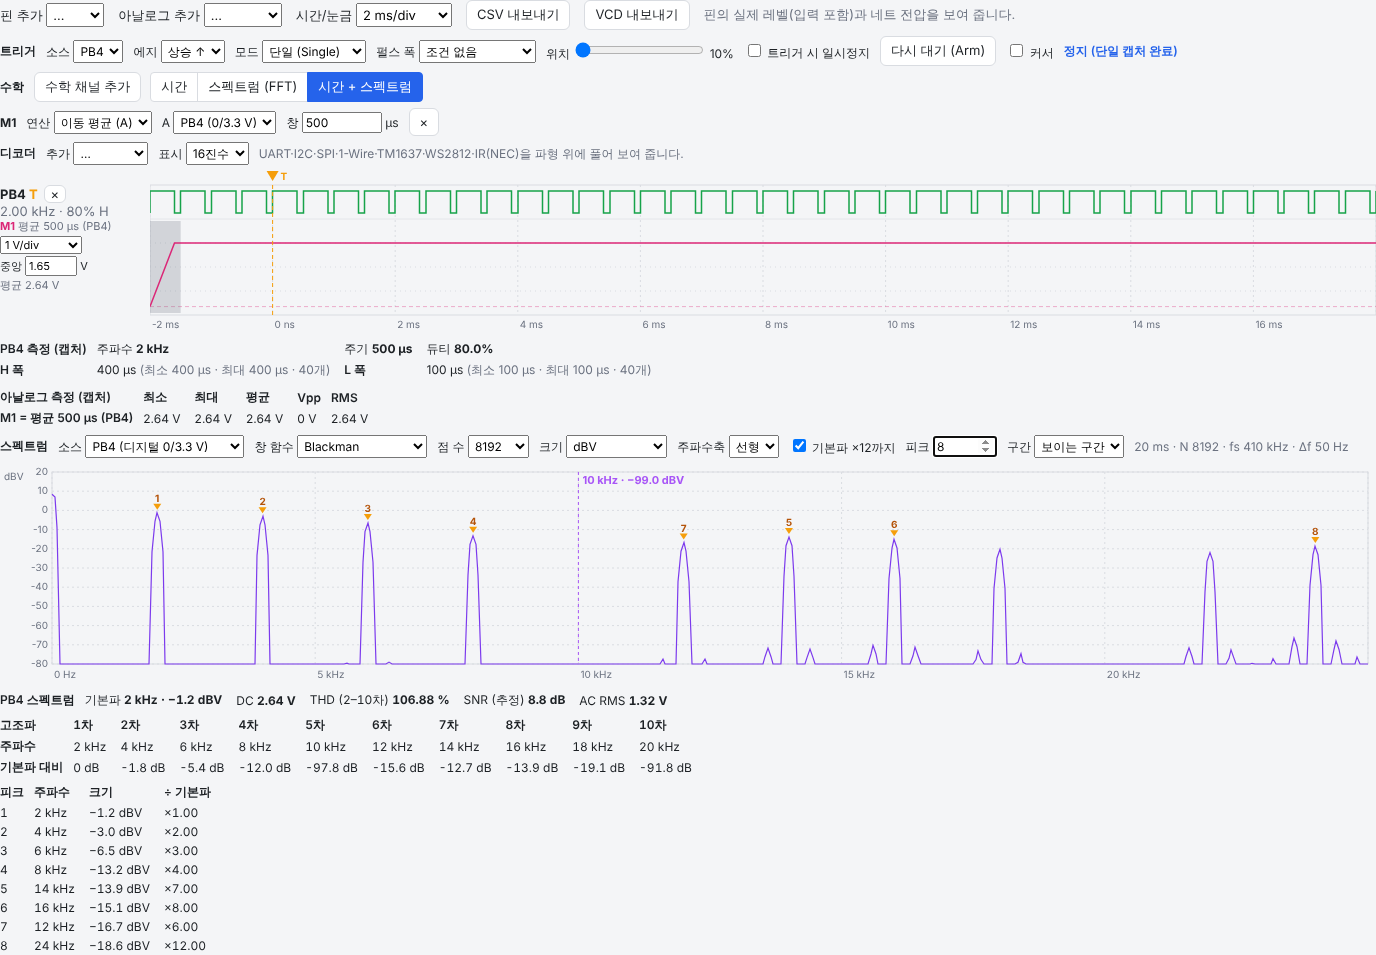 핀 추가 ... 아날로그 추가 ... 시간/눈금 2 ms/div CSV 내보내기 VCD 내보내기 핀의 실제 레벨(입력 포함)과 네트 전압을 보여 줍니다.
트리거 소스 PB4 에지 상승 ↑ 모드 단일 (Single) 펄스 폭 조건 없음 위치 10% 트리거 시 일시정지 다시 대기 (Arm) 커서 정지 (단일 캡처 완료)
수학 수학 채널 추가 시간 스펙트럼 (FFT) 시간 + 스펙트럼
M1 연산 이동 평균 (A) A PB4 (0/3.3 V) 창 500 µs ×
디코더 추가 ... 표시 16진수 UART·I2C·SPI·1-Wire·TM1637·WS2812·IR(NEC)을 파형 위에 풀어 보여 줍니다.
T
PB4 T ×
2.00 kHz · 80% H
M1 평균 500 µs (PB4)
1 V/div
중앙 1.65 V
평균 2.64 V
-2 ms 0 ns 2 ms 4 ms 6 ms 8 ms 10 ms 12 ms 14 ms 16 ms
PB4 측정 (캡처) 주파수 2 kHz 주기 500 µs 듀티 80.0%
H 폭 400 µs (최소 400 µs · 최대 400 µs · 40개) L 폭 100 µs (최소 100 µs · 최대 100 µs · 40개)
아날로그 측정 (캡처) 최소 최대 평균 Vpp RMS
M1 = 평균 500 µs (PB4) 2.64 V 2.64 V 2.64 V 0 V 2.64 V
스펙트럼 소스 PB4 (디지털 0/3.3 V) 창 함수 Blackman 점 수 8192 크기 dBV 주파수축 선형 기본파 ×12까지 피크 8 구간 보이는 구간 20 ms · N 8192 · fs 410 kHz · Δf 50 Hz
dBV 20
10 kHz · −99.0 dBV
10
1 2 3 4 7 5 6 8
0
-10
-20
-30
-40
-50
-60
-70
-80
0 Hz 5 kHz 10 kHz 15 kHz 20 kHz
PB4 스펙트럼 기본파 2 kHz · −1.2 dBV DC 2.64 V THD (2–10차) 106.88 % SNR (추정) 8.8 dB AC RMS 1.32 V
고조파 1차 2차 3차 4차 5차 6차 7차 8차 9차 10차
주파수 2 kHz 4 kHz 6 kHz 8 kHz 10 kHz 12 kHz 14 kHz 16 kHz 18 kHz 20 kHz
기본파 대비 0 dB -1.8 dB -5.4 dB -12.0 dB -97.8 dB -15.6 dB -12.7 dB -13.9 dB -19.1 dB -91.8 dB
피크 주파수 크기 ÷ 기본파
1 2 kHz −1.2 dBV ×1.00
2 4 kHz −3.0 dBV ×2.00
3 6 kHz −6.5 dBV ×3.00
4 8 kHz −13.2 dBV ×4.00
5 14 kHz −13.9 dBV ×7.00
6 16 kHz −15.1 dBV ×8.00
7 12 kHz −16.7 dBV ×6.00
8 24 kHz −18.6 dBV ×12.00